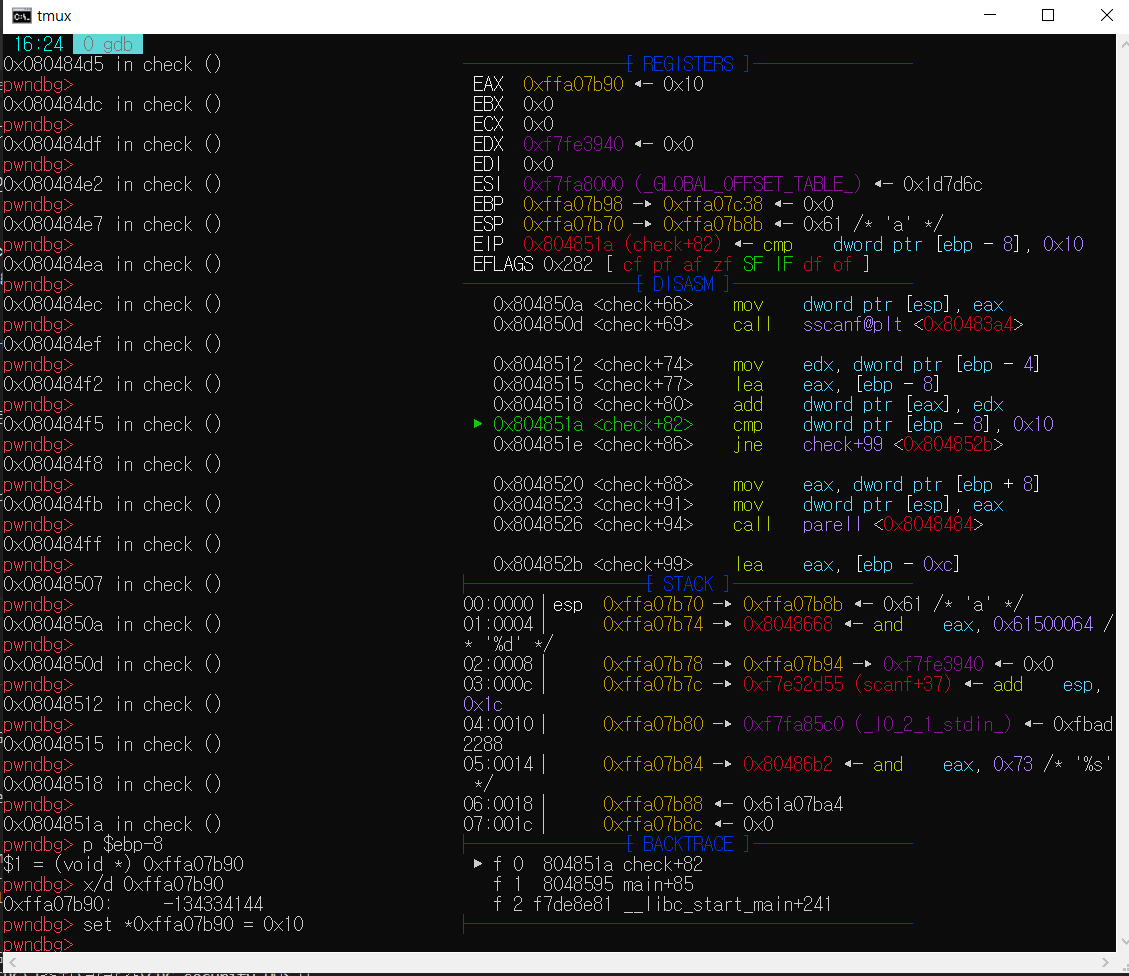 tmux
16:24 0 gdb
0x080484d5 in check ()
pwndbg>
0x080484dc in check ()
pwndbg>
0x080484df in check ()
pwndbg>
0x080484e2 in check ()
pwndbg>
0x080484e7 in check ()
pwndbg>
0x080484ea in check ()
pwndbg>
0x080484ec in check ()
pwndbg>
0x080484ef in check ()
pwndbg>
0x080484f2 in check ()
pwndbg>
0x080484f5 in check ()
pwndbg>
0x080484f8 in check ()
pwndbg>
0x080484fb in check ()
pwndbg>
0x080484ff in check ()
pwndbg>
0x08048507 in check ()
pwndbg>
0x0804850a in check ()
pwndbg>
0x0804850d in check ()
pwndbg>
0x08048512 in check ()
pwndbg>
0x08048515 in check ()
pwndbg>
0x08048518 in check ()
pwndbg>
0x0804851a in check ()
pwndbg> p $ebp-8
$1 = (void *) 0xffa07b90
pwndbg> x/d 0xffa07b90
0xffa07b90: -134334144
pwndbg> set *0xffa07b90 = 0x10
pwndbg>
[ REGISTERS ]
EAX 0xffa07b90 ◂— 0x10
EBX 0x0
ECX 0x0
EDX 0xf7fe3940 ◂— 0x0
EDI 0x0
ESI 0xf7fa8000 (_GLOBAL_OFFSET_TABLE_) ◂— 0x1d7d6c
EBP 0xffa07b98 —▸ 0xffa07c38 ◂— 0x0
ESP 0xffa07b70 —▸ 0xffa07b8b ◂— 0x61 /* 'a' */
EIP 0x804851a (check+82) ◂— cmp dword ptr [ebp - 8], 0x10
EFLAGS 0x282 [ cf pf af zf SF IF df of ]
[ DISASM ]
0x804850a <check+66> mov dword ptr [esp], eax
0x804850d <check+69> call sscanf@plt <0x80483a4>
0x8048512 <check+74> mov edx, dword ptr [ebp - 4]
0x8048515 <check+77> lea eax, [ebp - 8]
0x8048518 <check+80> add dword ptr [eax], edx
► 0x804851a <check+82> cmp dword ptr [ebp - 8], 0x10
0x804851e <check+86> jne check+99 <0x804852b>
0x8048520 <check+88> mov eax, dword ptr [ebp + 8]
0x8048523 <check+91> mov dword ptr [esp], eax
0x8048526 <check+94> call parell <0x8048484>
0x804852b <check+99> lea eax, [ebp - 0xc]
[ STACK ]
00:0000│ esp 0xffa07b70 —▸ 0xffa07b8b ◂— 0x61 /* 'a' */
01:0004│ 0xffa07b74 —▸ 0x8048668 ◂— and eax, 0x61500064 /
* '%d' */
02:0008│ 0xffa07b78 —▸ 0xffa07b94 —▸ 0xf7fe3940 ◂— 0x0
03:000c│ 0xffa07b7c —▸ 0xf7e32d55 (scanf+37) ◂— add esp,
0x1c
04:0010│ 0xffa07b80 —▸ 0xf7fa85c0 (_IO_2_1_stdin_) ◂— 0xfbad
2288
05:0014│ 0xffa07b84 —▸ 0x80486b2 ◂— and eax, 0x73 /* '%s'
*/
06:0018│ 0xffa07b88 ◂— 0x61a07ba4
07:001c│ 0xffa07b8c ◂— 0x0
[ BACKTRACE ]
► f 0 804851a check+82
f 1 8048595 main+85
f 2 f7de8e81 __libc_start_main+241